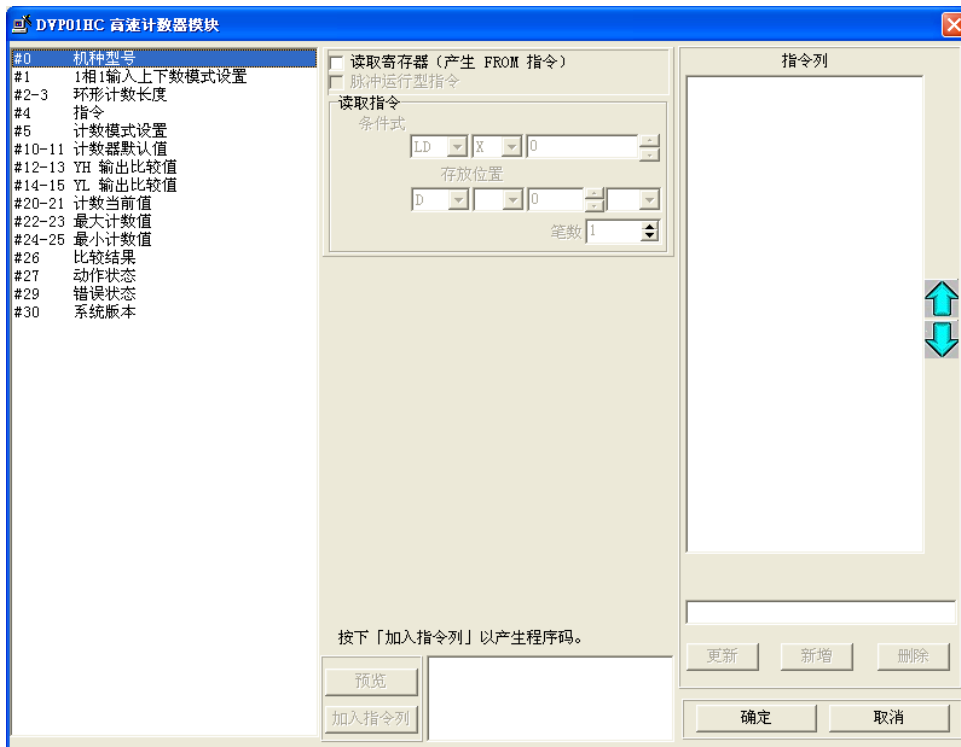 DVP01HC 高速计数器模块
#0 机种型号
#1 1相1输入上下数模式设置
#2-3 环形计数长度
#4 指令
#5 计数模式设置
#10-11 计数器默认值
#12-13 YH 输出比较值
#14-15 YL 输出比较值
#20-21 计数当前值
#22-23 最大计数值
#24-25 最小计数值
#26 比较结果
#27 动作状态
#29 错误状态
#30 系统版本
读取寄存器（产生 FROM 指令）
脉冲运行型指令
读取指令
条件式
LD X 0
存放位置
D 0
笔数 1
按下「加入指令列」以产生程序码。
预览
加入指令列
指令列
更新 新增 删除
确定 取消